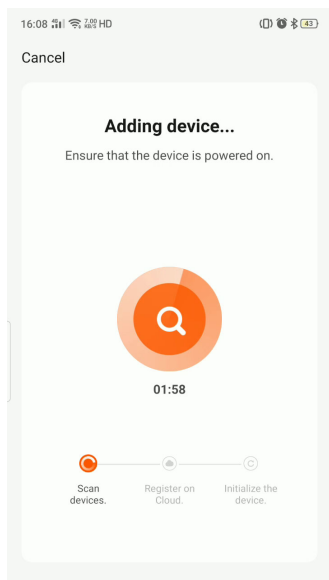 16:08 7.00 KB/S HD 43
Cancel
Adding device...
Ensure that the device is powered on.
01:58
Scan devices.
Register on Cloud.
Initialize the device.